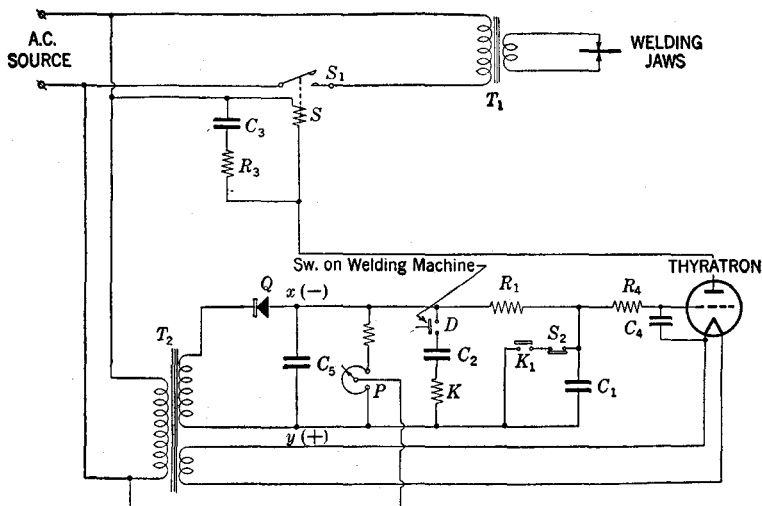 A.C.
SOURCE
S1
T1
WELDING
JAWS
C3
S
R3
Sw. on Welding Machine
THYRATRON
Q
x (−)
R1
R4
D
T2
C5
C2
S2
K1
C4
P
K
C1
y (+)